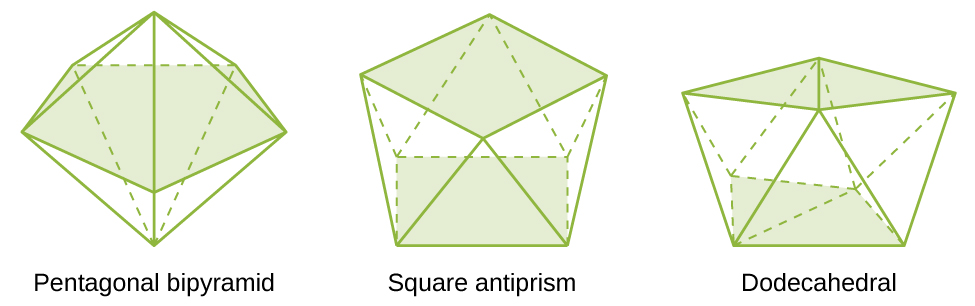 Pentagonal bipyramid
Square antiprism
Dodecahedral